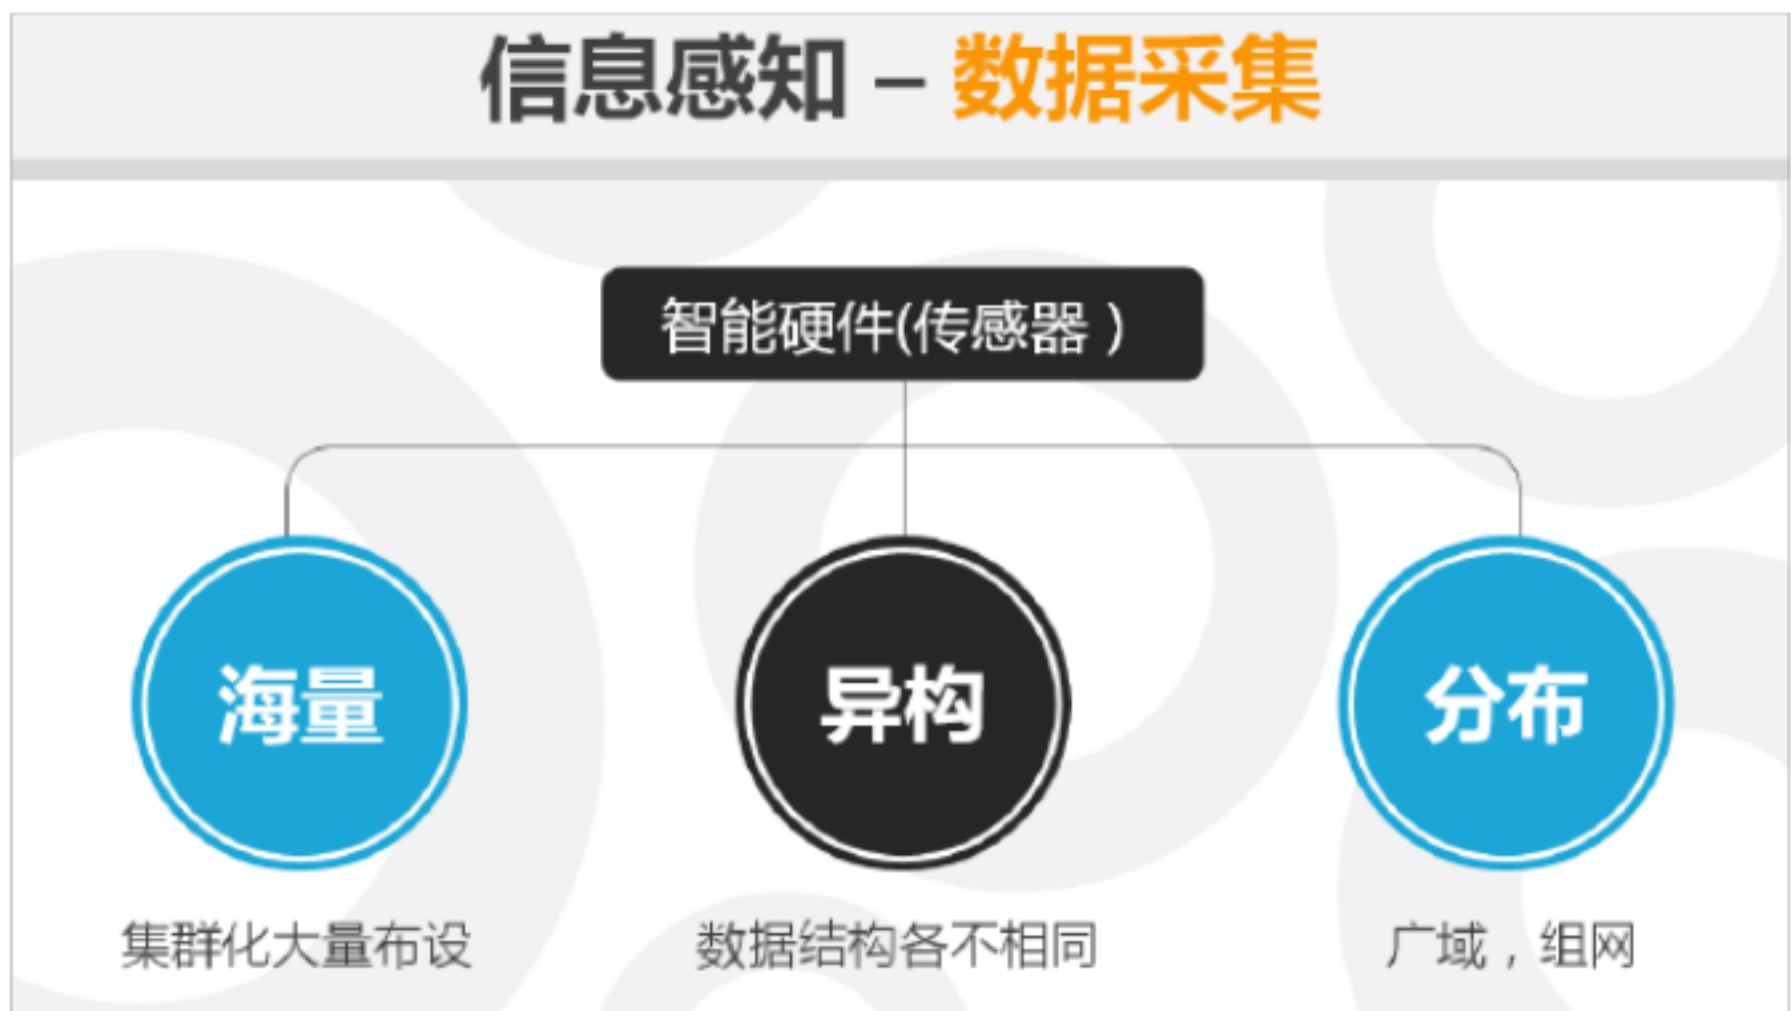 信息感知 – 数据采集
智能硬件(传感器）
海量
异构
分布
集群化大量布设
数据结构各不相同
广域，组网